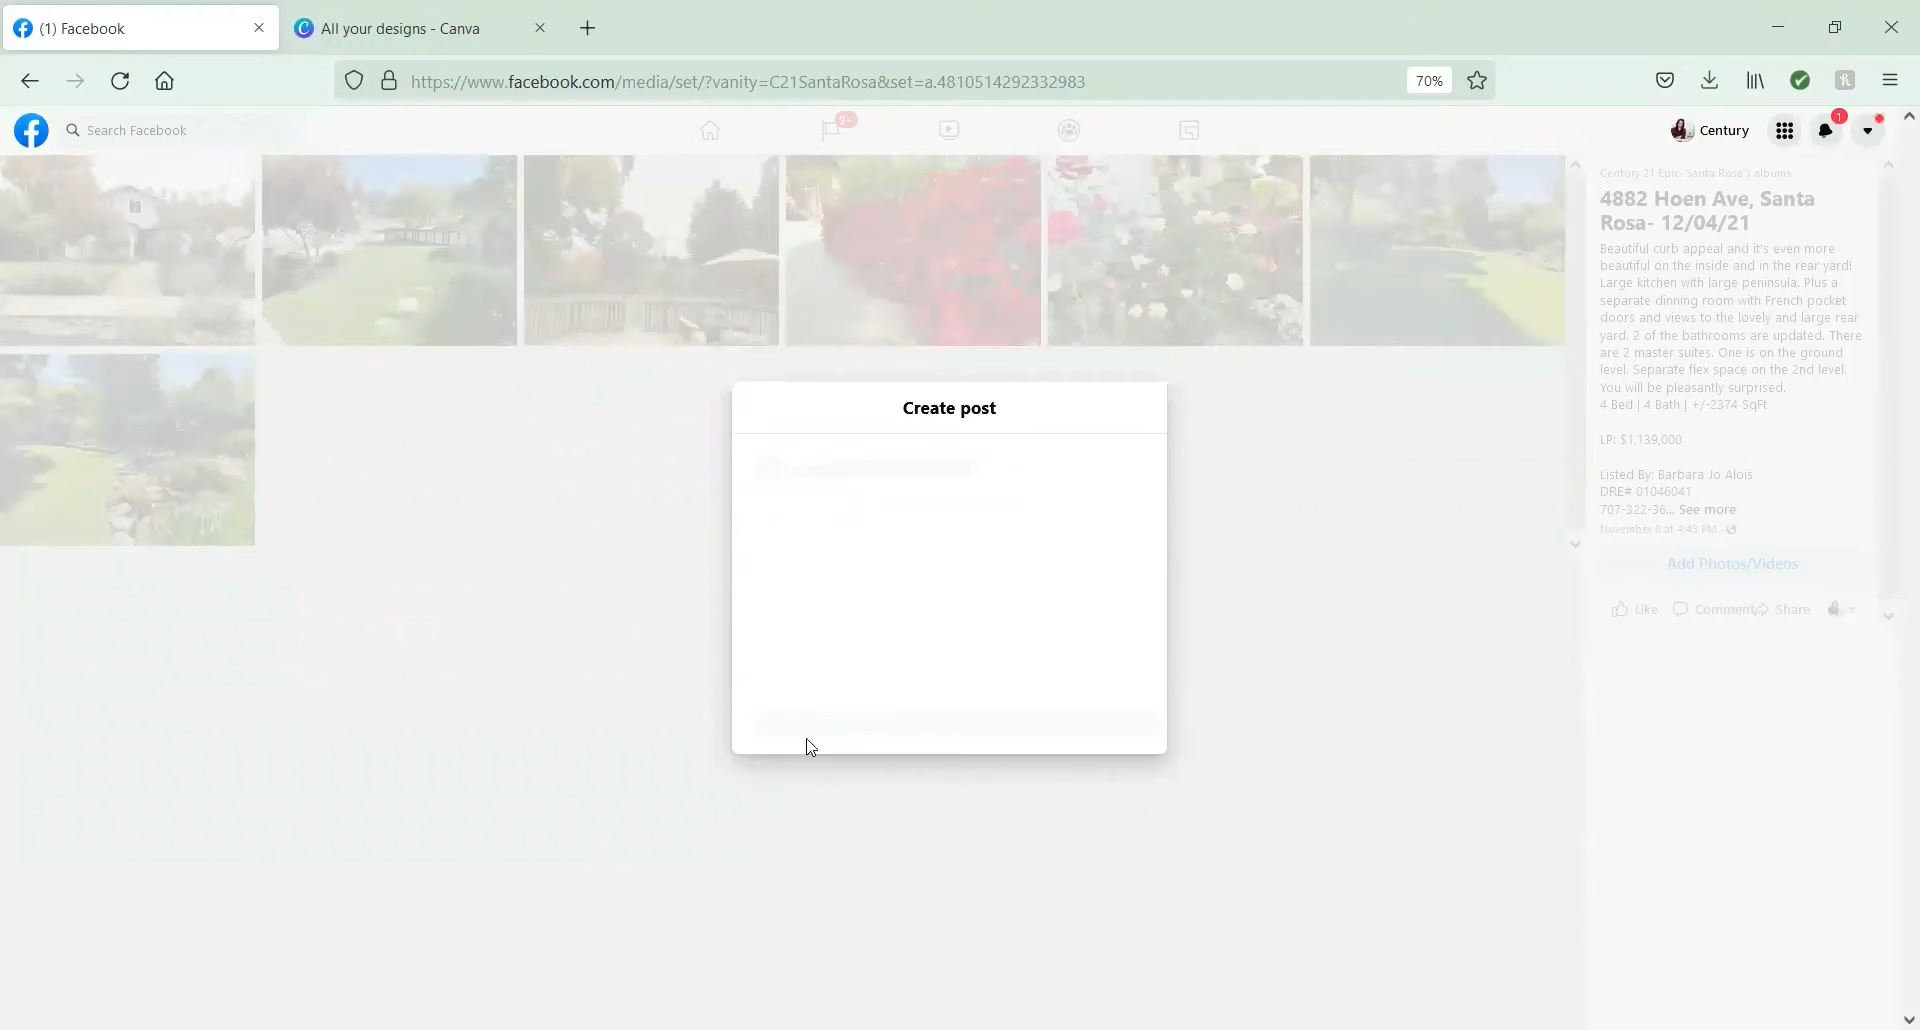 (1) Facebook
All your designs - Canva
https://www.facebook.com/media/set/?vanity=C21SantaRosa&set=a.4810514292332983
70%
Search Facebook
9+
Century
1
Century 21 Epic- Santa Rosa's albums
4882 Hoen Ave, Santa
Rosa- 12/04/21
Beautiful curb appeal and it's even more
beautiful on the inside and in the rear yard!
Large kitchen with large peninsula. Plus a
separate dinning room with French pocket
doors and views to the lovely and large rear
yard. 2 of the bathrooms are updated. There
are 2 master suites. One is on the ground
level. Separate flex space on the 2nd level.
You will be pleasantly surprised.
4 Bed | 4 Bath | +/-2374 SqFt
LP: $1,139,000
Listed By: Barbara Jo Alois
DRE# 01046041
707-322-36... See more
November 8 at 4:43 PM ·
Add Photos/Videos
Like Comment Share
Create post